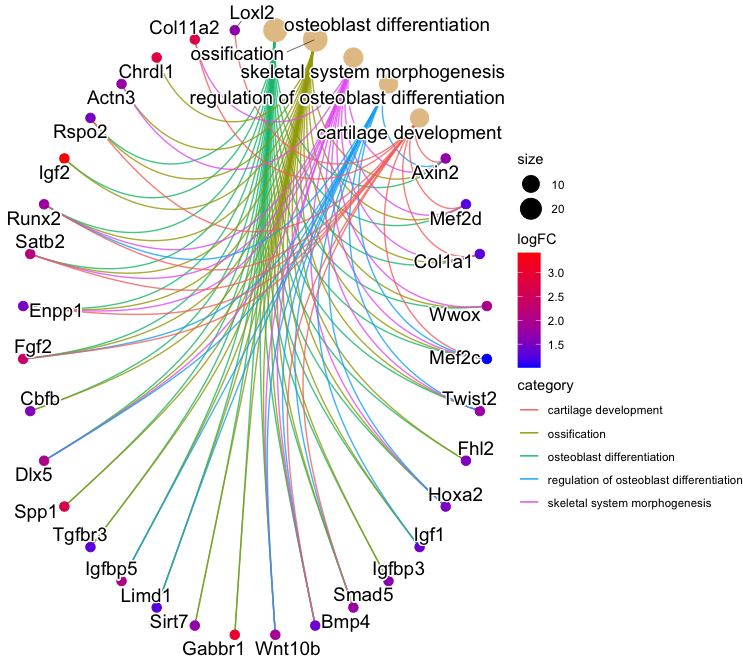 Loxl2
osteoblast differentiation
Col11a2
ossification
Chrdl1
skeletal system morphogenesis
Actn3
regulation of osteoblast differentiation
Rspo2
cartilage development
Igf2
Axin2
Runx2
Mef2d
Satb2
Col1a1
Enpp1
Wwox
Fgf2
Mef2c
Cbfb
Twist2
Dlx5
Fhl2
Spp1
Hoxa2
Tgfbr3
Igf1
Igfbp5
Igfbp3
Limd1
Smad5
Sirt7
Bmp4
Gabbr1
Wnt10b
size
10
20
logFC
3.0
2.5
2.0
1.5
category
cartilage development
ossification
osteoblast differentiation
regulation of osteoblast differentiation
skeletal system morphogenesis